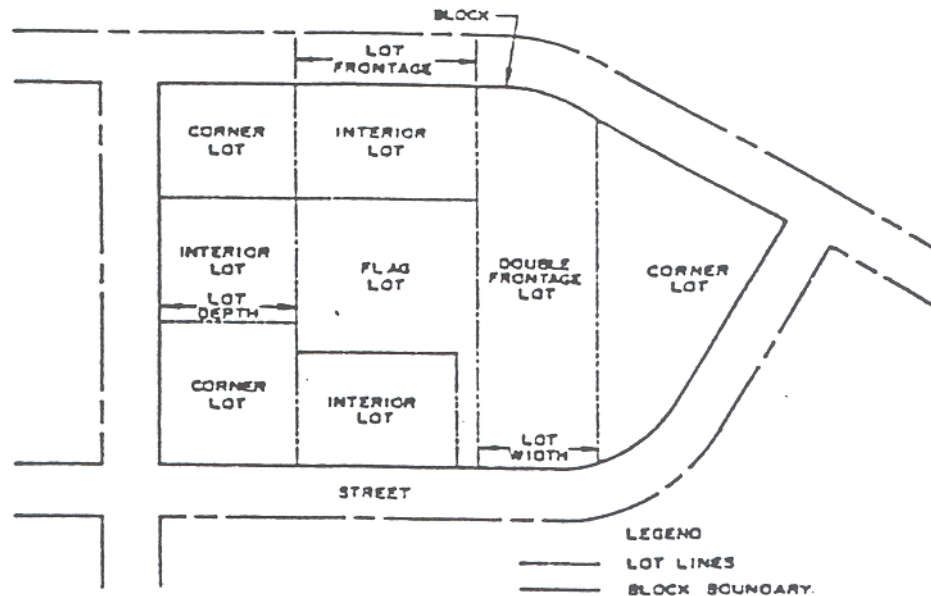 BLOCK
LOT
FRONTAGE
CORNER
LOT
INTERIOR
LOT
INTERIOR
LOT
FLAG
LOT
DOUBLE
FRONTAGE
LOT
CORNER
LOT
LOT
DEPTH
CORNER
LOT
INTERIOR
LOT
LOT
WIDTH
STREET
LEGEND
LOT LINES
BLOCK BOUNDARY.